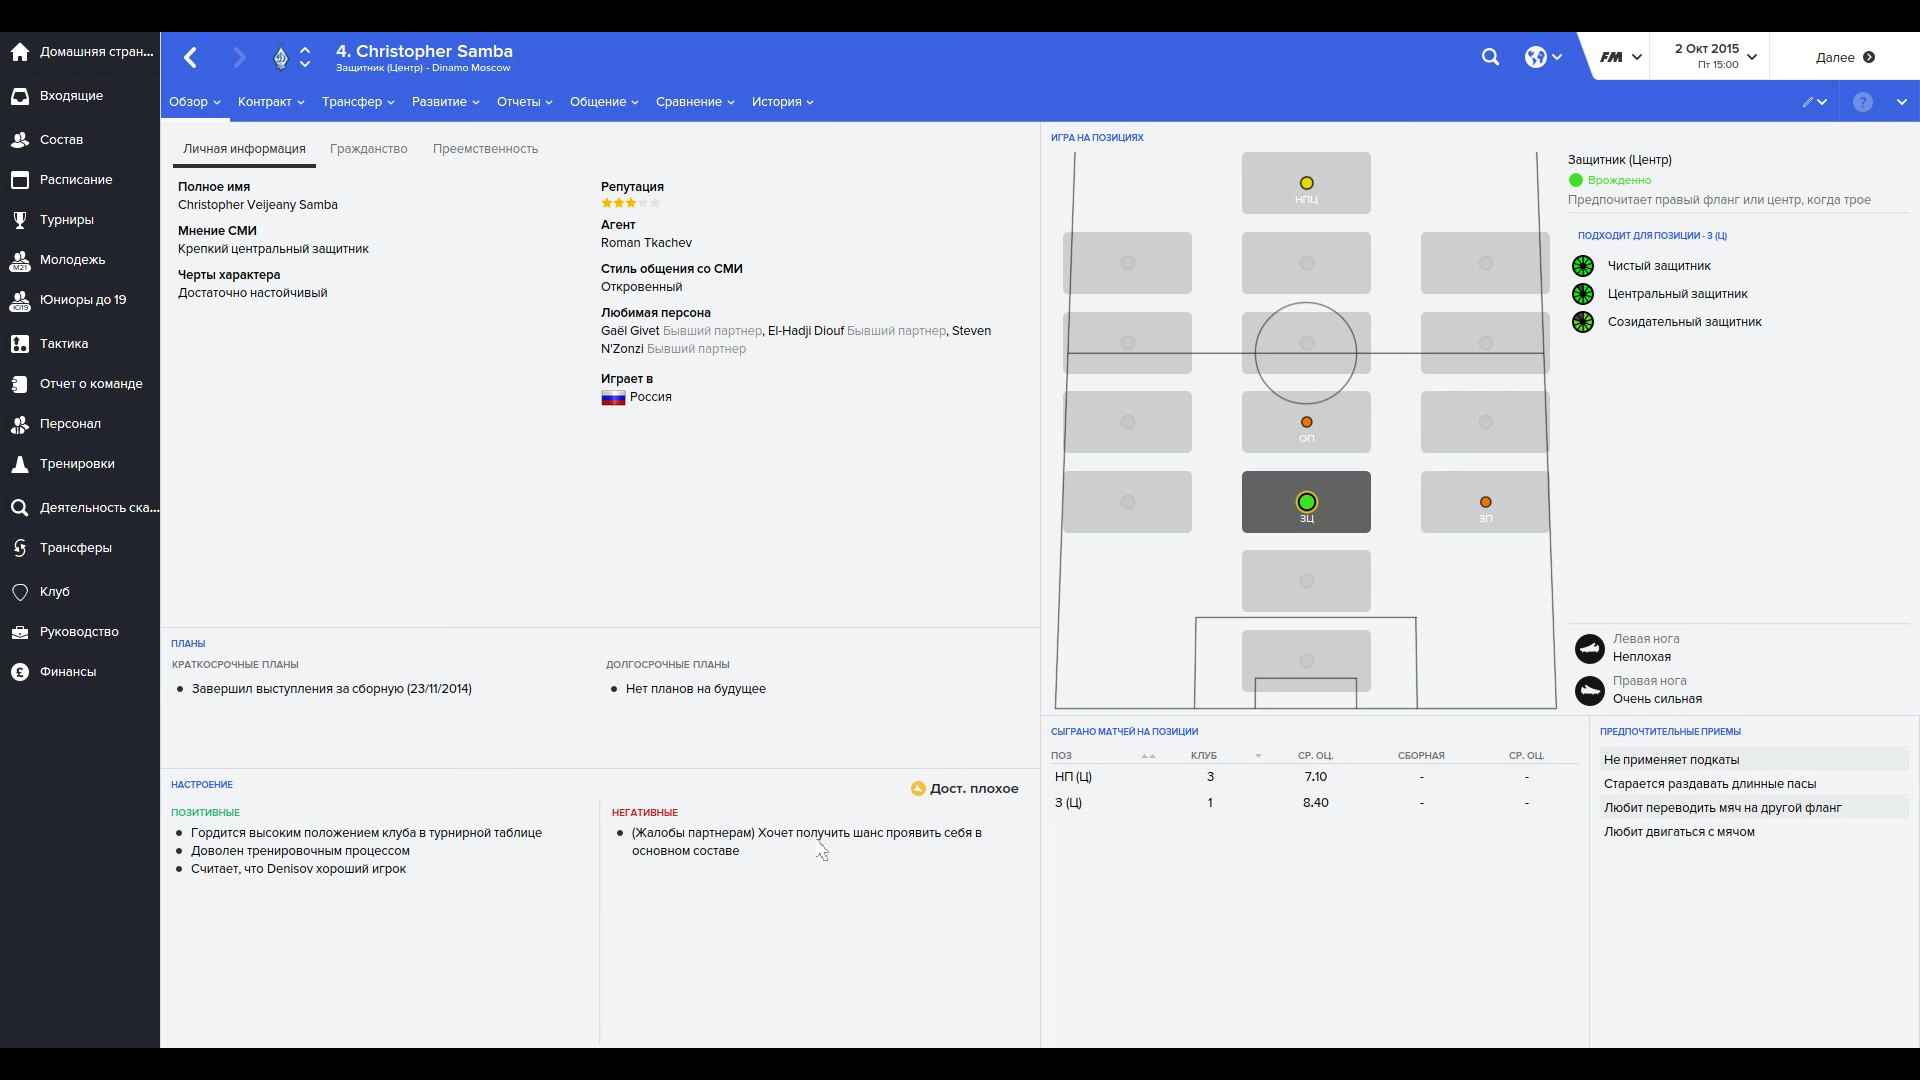 Домашняя стран...
Входящие
Состав
Расписание
Турниры
M21
Молодежь
Ю19
Юниоры до 19
Тактика
Отчет о команде
Персонал
Тренировки
Деятельность ска...
Трансферы
Клуб
Руководство
Финансы
4. Christopher Samba
Защитник (Центр) - Dinamo Moscow
FM
2 Окт 2015
Пт 15:00
Далее
Обзор
Контракт
Трансфер
Развитие
Отчеты
Общение
Сравнение
История
?
Личная информация
Гражданство
Преемственность
Полное имя
Christopher Veijeany Samba
Мнение СМИ
Крепкий центральный защитник
Черты характера
Достаточно настойчивый
Репутация
Агент
Roman Tkachev
Стиль общения со СМИ
Откровенный
Любимая персона
Gaël Givet Бывший партнер, El-Hadji Diouf Бывший партнер, Steven
N'Zonzi Бывший партнер
Играет в
Россия
ПЛАНЫ
КРАТКОСРОЧНЫЕ ПЛАНЫ
Завершил выступления за сборную (23/11/2014)
ДОЛГОСРОЧНЫЕ ПЛАНЫ
Нет планов на будущее
НАСТРОЕНИЕ
Дост. плохое
ПОЗИТИВНЫЕ
Гордится высоким положением клуба в турнирной таблице
Доволен тренировочным процессом
Считает, что Denisov хороший игрок
НЕГАТИВНЫЕ
(Жалобы партнерам) Хочет получить шанс проявить себя в
основном составе
ИГРА НА ПОЗИЦИЯХ
НПЦ
ОП
ЗЦ
ЗП
Защитник (Центр)
Врожденно
Предпочитает правый фланг или центр, когда трое
ПОДХОДИТ ДЛЯ ПОЗИЦИИ - З (Ц)
Чистый защитник
Центральный защитник
Созидательный защитник
Левая нога
Неплохая
Правая нога
Очень сильная
СЫГРАНО МАТЧЕЙ НА ПОЗИЦИИ
ПОЗ КЛУБ СР. ОЦ. СБОРНАЯ СР. ОЦ.
НП (Ц) 3 7.10 - -
З (Ц) 1 8.40 - -
ПРЕДПОЧТИТЕЛЬНЫЕ ПРИЕМЫ
Не применяет подкаты
Старается раздавать длинные пасы
Любит переводить мяч на другой фланг
Любит двигаться с мячом